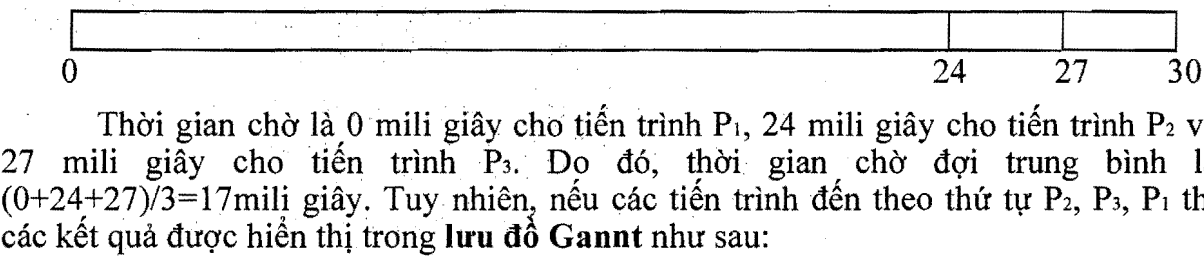 0 24 27 30
Thời gian chờ là 0 mili giây cho tiến trình P₁, 24 mili giây cho tiến trình P₂ v
27 mili giây cho tiến trình P₃. Do đó, thời gian chờ đợi trung bình l
(0+24+27)/3=17mili giây. Tuy nhiên, nếu các tiến trình đến theo thứ tự P₂, P₃, P₁ th
các kết quả được hiển thị trong lưu đồ Gannt như sau: